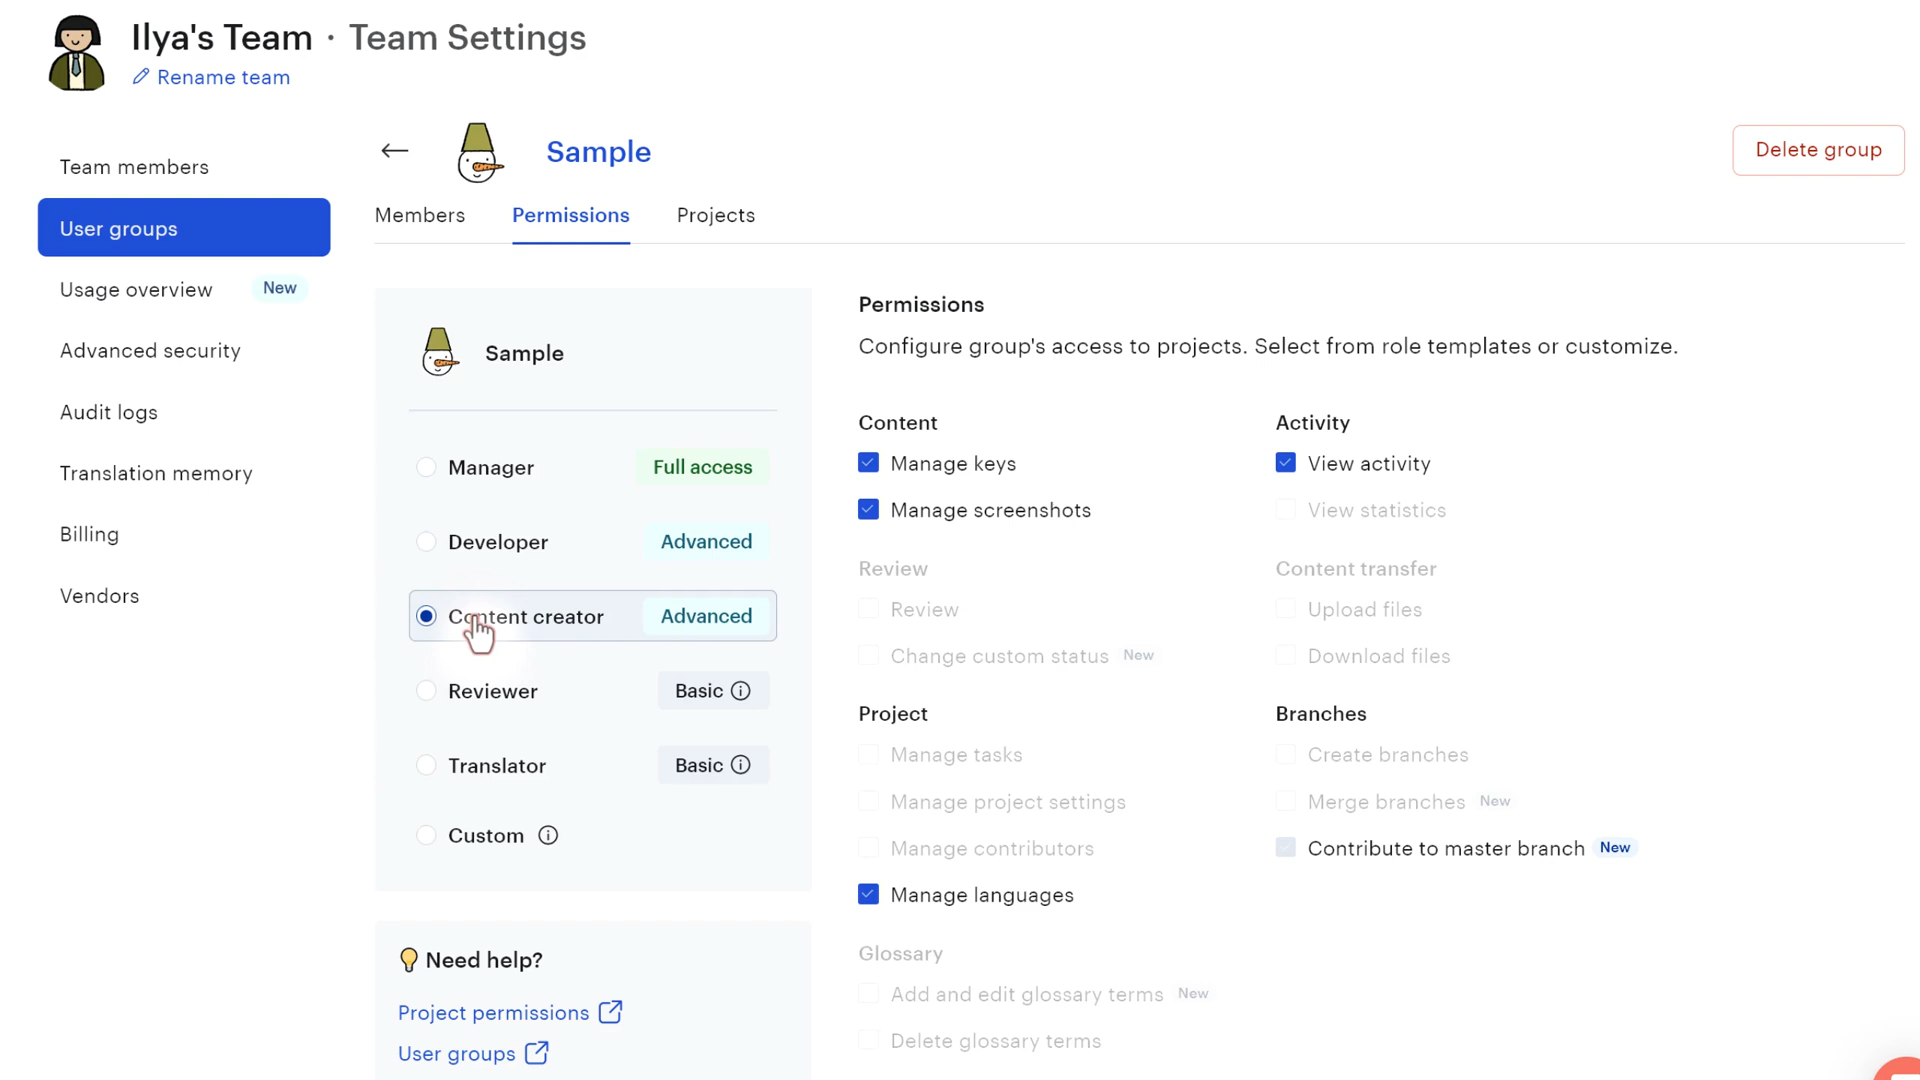 Ilya's Team · Team Settings
Rename team
Team members
User groups
Usage overview New
Advanced security
Audit logs
Translation memory
Billing
Vendors
Sample
Delete group
Members Permissions Projects
Sample
Manager Full access
Developer Advanced
Content creator Advanced
Reviewer Basic
Translator Basic
Custom
Need help?
Project permissions
User groups
Permissions
Configure group's access to projects. Select from role templates or customize.
Content
Manage keys
Manage screenshots
Review
Review
Change custom status New
Project
Manage tasks
Manage project settings
Manage contributors
Manage languages
Glossary
Add and edit glossary terms New
Delete glossary terms
Activity
View activity
View statistics
Content transfer
Upload files
Download files
Branches
Create branches
Merge branches New
Contribute to master branch New